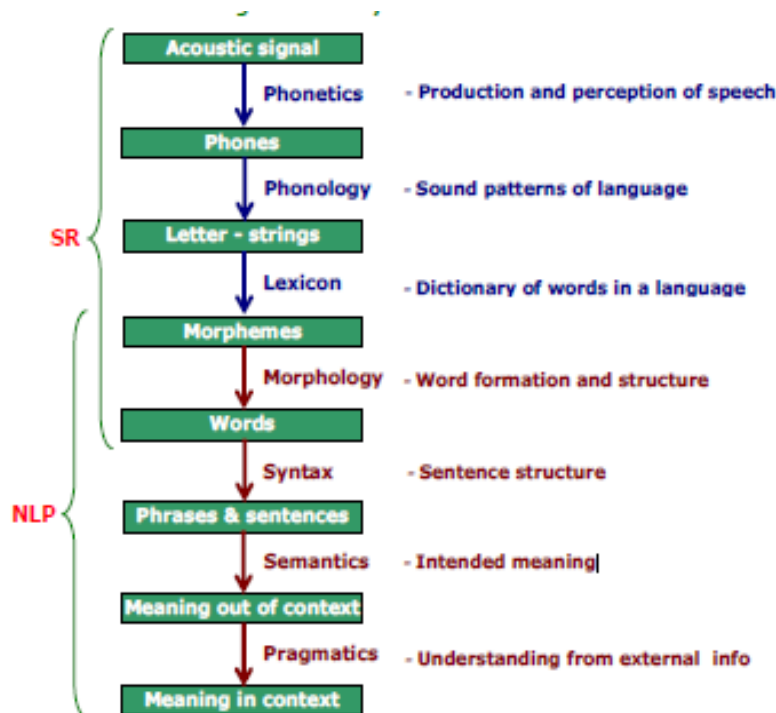 Acoustic signal
Phonetics - Production and perception of speech
Phones
Phonology - Sound patterns of language
SR
Letter - strings
Lexicon - Dictionary of words in a language
Morphemes
Morphology - Word formation and structure
Words
Syntax - Sentence structure
NLP
Phrases & sentences
Semantics - Intended meaning
Meaning out of context
Pragmatics - Understanding from external info
Meaning in context